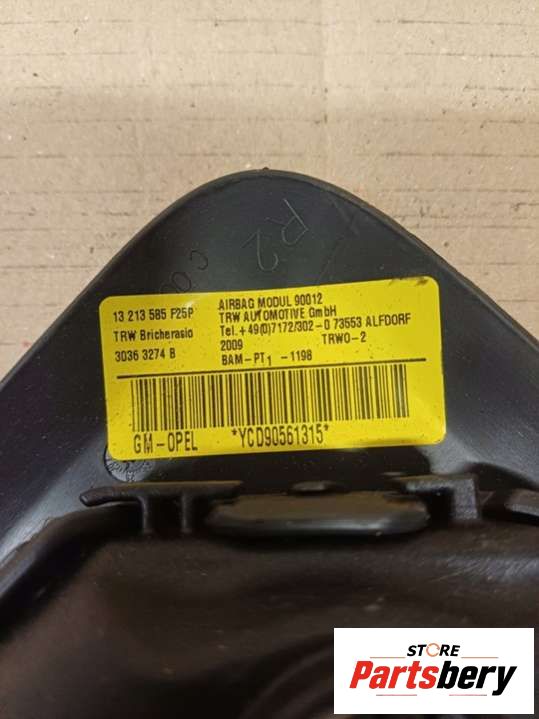 R2
13 213 585 F25P
TRW Bricherasio
3036 3274 B
AIRBAG MODUL 90012
TRW AUTOMOTIVE GmbH
Tel.+49(0)7172/302-0 73553 ALFDORF
2009 TRWO-2
BAM-PT1 -1198
GM-OPEL *YCD90561315*
STORE
Partsbery